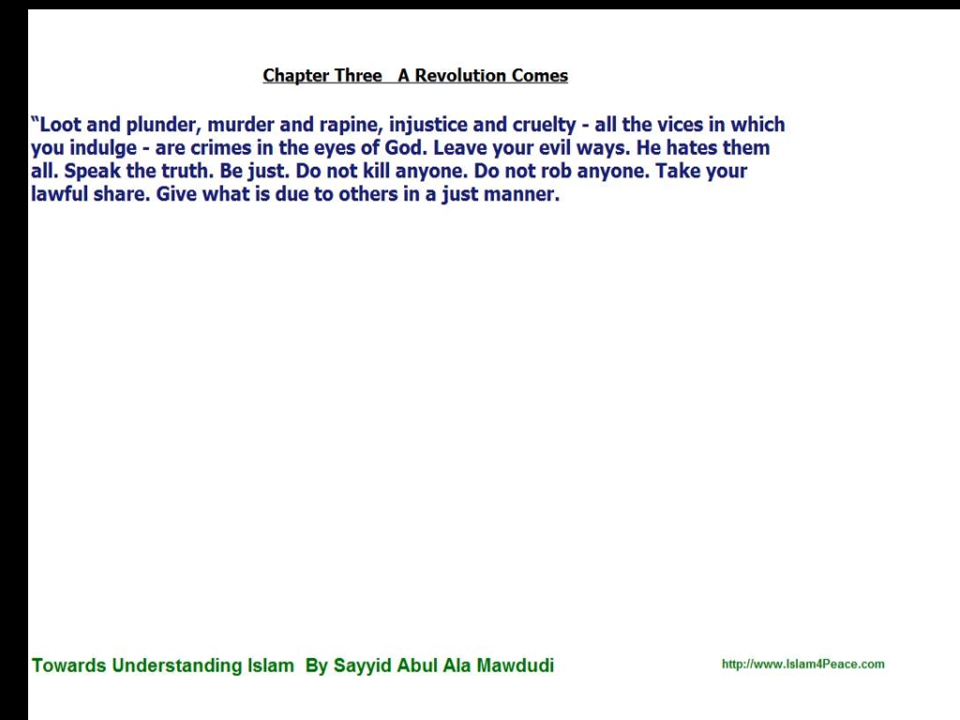 Chapter Three   A Revolution Comes
“Loot and plunder, murder and rapine, injustice and cruelty - all the vices in which
you indulge - are crimes in the eyes of God. Leave your evil ways. He hates them
all. Speak the truth. Be just. Do not kill anyone. Do not rob anyone. Take your
lawful share. Give what is due to others in a just manner.
Towards Understanding Islam  By Sayyid Abul Ala Mawdudi
http://www.Islam4Peace.com